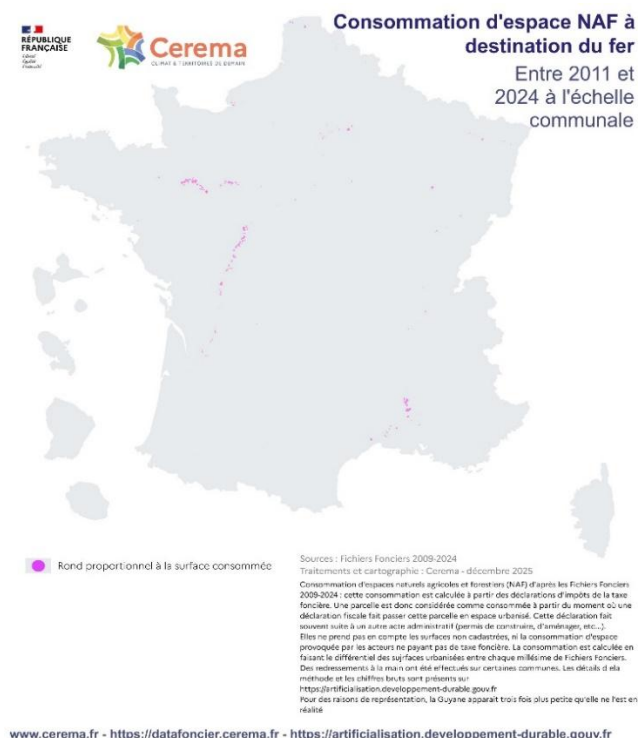 RÉPUBLIQUE
FRANÇAISE
Liberté
Égalité
Fraternité
Cerema
CLIMAT & TERRITOIRES DE DEMAIN
Consommation d'espace NAF à
destination du fer
Entre 2011 et
2024 à l'échelle
communale
Rond proportionnel à la surface consommée
Sources : Fichiers Fonciers 2009-2024
Traitements et cartographie : Cerema - décembre 2025
Consommation d'espaces naturels agricoles et forestiers (NAF) d'après les Fichiers Fonciers
2009-2024 : cette consommation est calculée à partir des déclarations d'impôts de la taxe
foncière. Une parcelle est donc considérée comme consommée à partir du moment où une
déclaration fiscale fait passer cette parcelle en espace urbanisé. Cette déclaration fait
souvent suite à un autre acte administratif (permis de construire, d'aménager, etc...).
Elles ne prend pas en compte les surfaces non cadastrées, ni la consommation d'espace
provoquée par les acteurs ne payant pas de taxe foncière. La consommation est calculée en
faisant le différentiel des sujrfaces urbanisées entre chaque millésime de Fichiers Fonciers.
Des redressements à la main ont été effectués sur certaines communes. Les détails d ela
méthode et les chiffres bruts sont présents sur
https://artificialisation.developpement-durable.gouv.fr
Pour des raisons de représentation, la Guyane apparait trois fois plus petite qu'elle ne l'est en
réalité
www.cerema.fr - https://datafoncier.cerema.fr - https://artificialisation.developpement-durable.gouv.fr